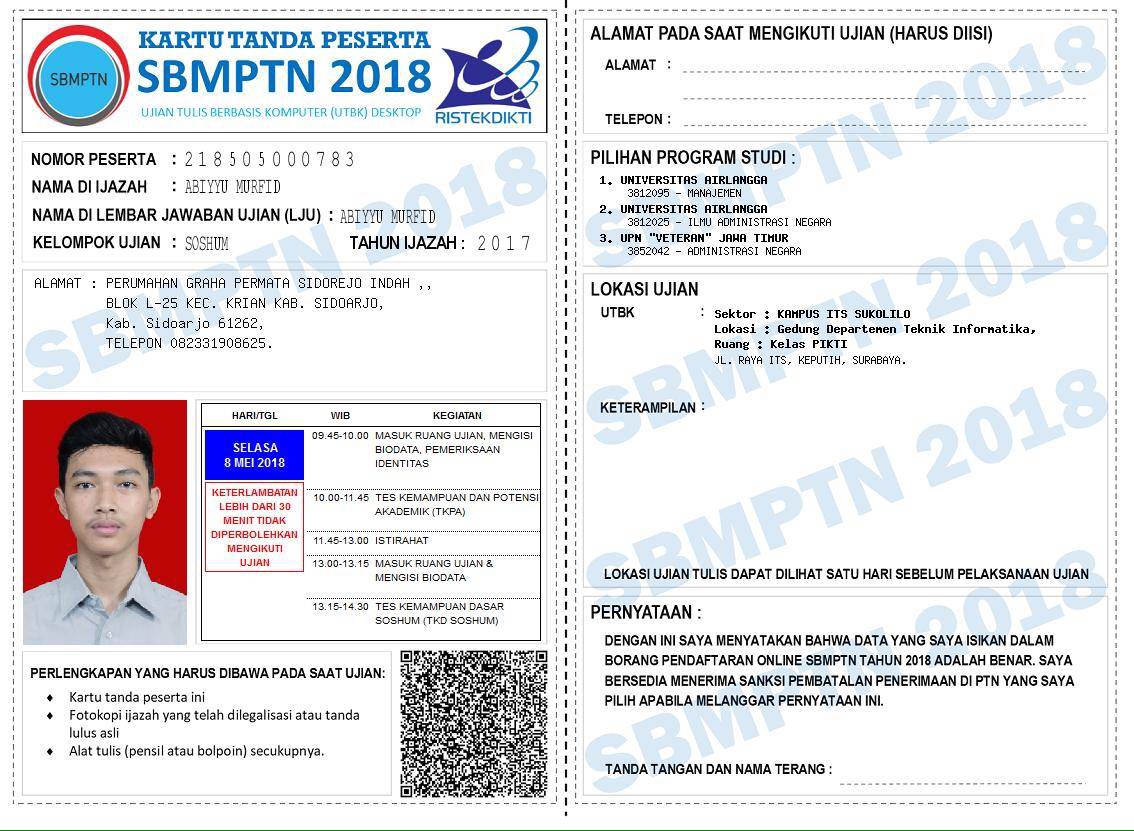 KARTU TANDA PESERTA
SBMPTN
SBMPTN 2018
UJIAN TULIS BERBASIS KOMPUTER (UTBK) DESKTOP
RISTEKDIKTI
NOMOR PESERTA : 218505000783
NAMA DI IJAZAH : ABIYYU MURFID
NAMA DI LEMBAR JAWABAN UJIAN (LJU) : ABIYYU MURFID
KELOMPOK UJIAN : SOSHUM TAHUN IJAZAH : 2017
SBMPTN 2018
ALAMAT : PERUMAHAN GRAHA PERMATA SIDOREJO INDAH ,,
BLOK L-25 KEC. KRIAN KAB. SIDOARJO,
Kab. Sidoarjo 61262,
TELEPON 082331908625.
HARI/TGL WIB KEGIATAN
SELASA
8 MEI 2018
KETERLAMBATAN
LEBIH DARI 30
MENIT TIDAK
DIPERBOLEHKAN
MENGIKUTI
UJIAN
09.45-10.00 MASUK RUANG UJIAN, MENGISI
BIODATA, PEMERIKSAAN
IDENTITAS
10.00-11.45 TES KEMAMPUAN DAN POTENSI
AKADEMIK (TKPA)
11.45-13.00 ISTIRAHAT
13.00-13.15 MASUK RUANG UJIAN &
MENGISI BIODATA
13.15-14.30 TES KEMAMPUAN DASAR
SOSHUM (TKD SOSHUM)
PERLENGKAPAN YANG HARUS DIBAWA PADA SAAT UJIAN:
♦ Kartu tanda peserta ini
♦ Fotokopi ijazah yang telah dilegalisasi atau tanda
lulus asli
♦ Alat tulis (pensil atau bolpoin) secukupnya.
ALAMAT PADA SAAT MENGIKUTI UJIAN (HARUS DIISI)
ALAMAT :
TELEPON :
SBMPTN 2018
PILIHAN PROGRAM STUDI :
1. UNIVERSITAS AIRLANGGA
3812095 - MANAJEMEN
2. UNIVERSITAS AIRLANGGA
3812025 - ILMU ADMINISTRASI NEGARA
3. UPN "VETERAN" JAWA TIMUR
3852042 - ADMINISTRASI NEGARA
SBMPTN 2018
LOKASI UJIAN
UTBK : Sektor : KAMPUS ITS SUKOLILO
Lokasi : Gedung Departemen Teknik Informatika,
Ruang : Kelas PIKTI
JL. RAYA ITS, KEPUTIH, SURABAYA.
KETERAMPILAN :
SBMPTN 2018
LOKASI UJIAN TULIS DAPAT DILIHAT SATU HARI SEBELUM PELAKSANAAN UJIAN
PERNYATAAN :
DENGAN INI SAYA MENYATAKAN BAHWA DATA YANG SAYA ISIKAN DALAM
BORANG PENDAFTARAN ONLINE SBMPTN TAHUN 2018 ADALAH BENAR. SAYA
BERSEDIA MENERIMA SANKSI PEMBATALAN PENERIMAAN DI PTN YANG SAYA
PILIH APABILA MELANGGAR PERNYATAAN INI.
SBMPTN 2018
TANDA TANGAN DAN NAMA TERANG :